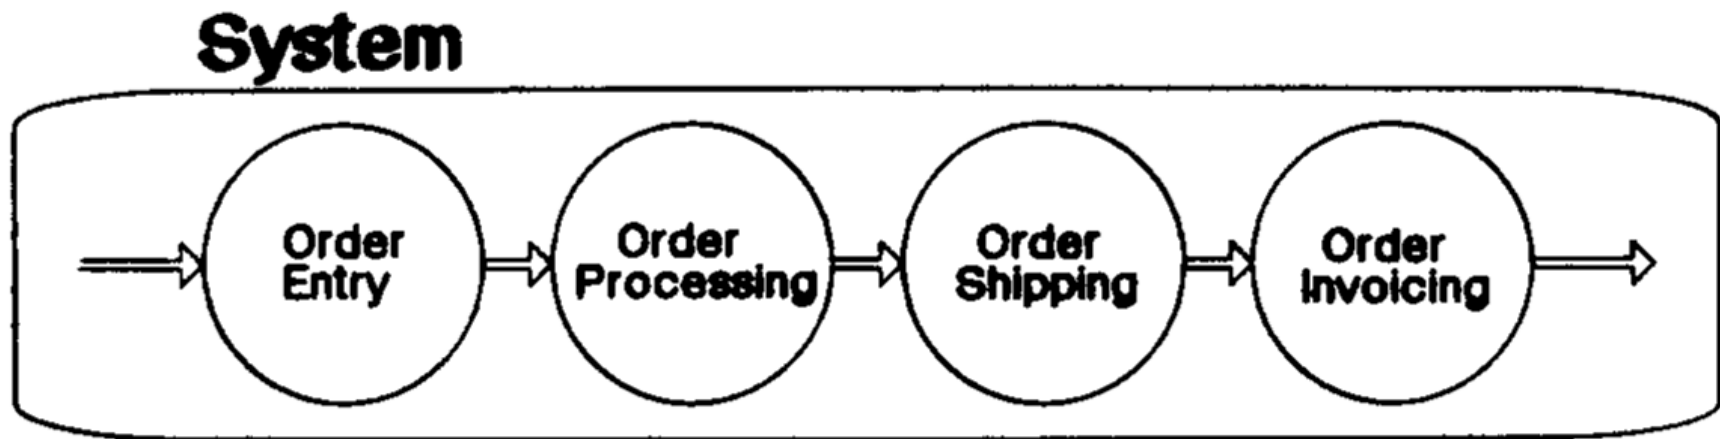 System
Order
Entry
Order
Processing
Order
Shipping
Order
Invoicing